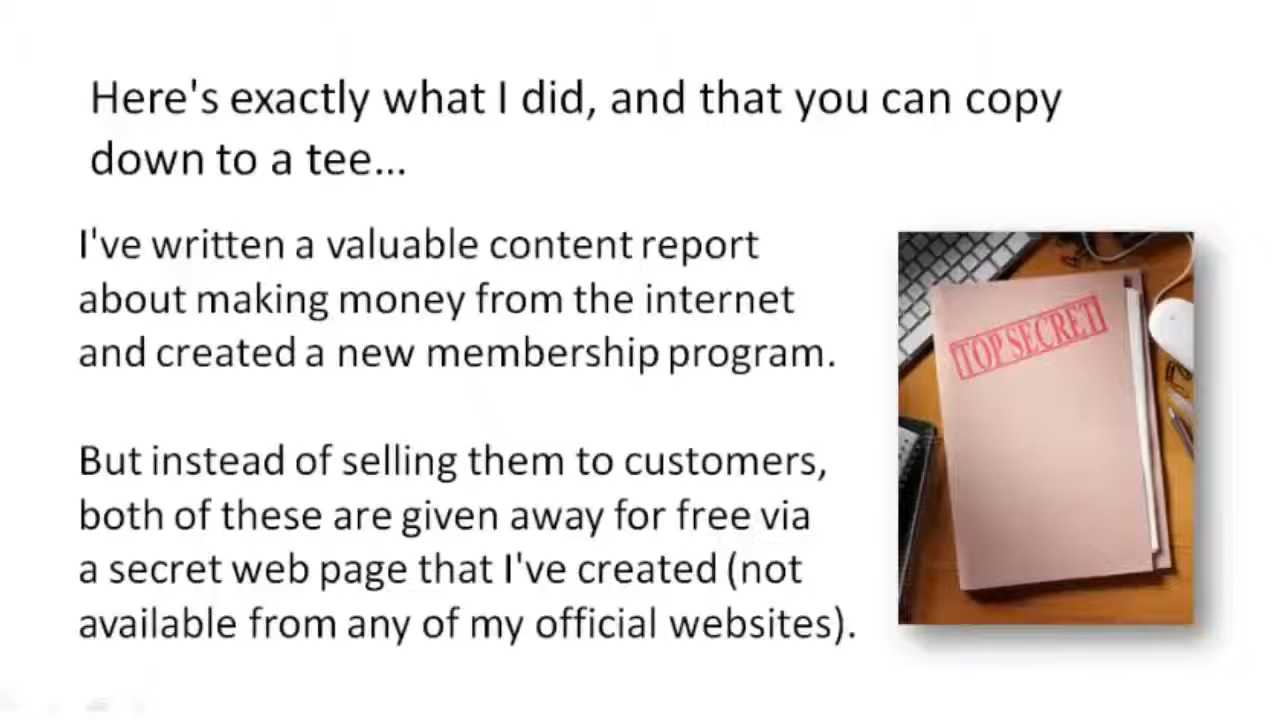 Here's exactly what I did, and that you can copy
down to a tee...
I've written a valuable content report
about making money from the internet
and created a new membership program.
But instead of selling them to customers,
both of these are given away for free via
a secret web page that I've created (not
available from any of my official websites).
TOP SECRET